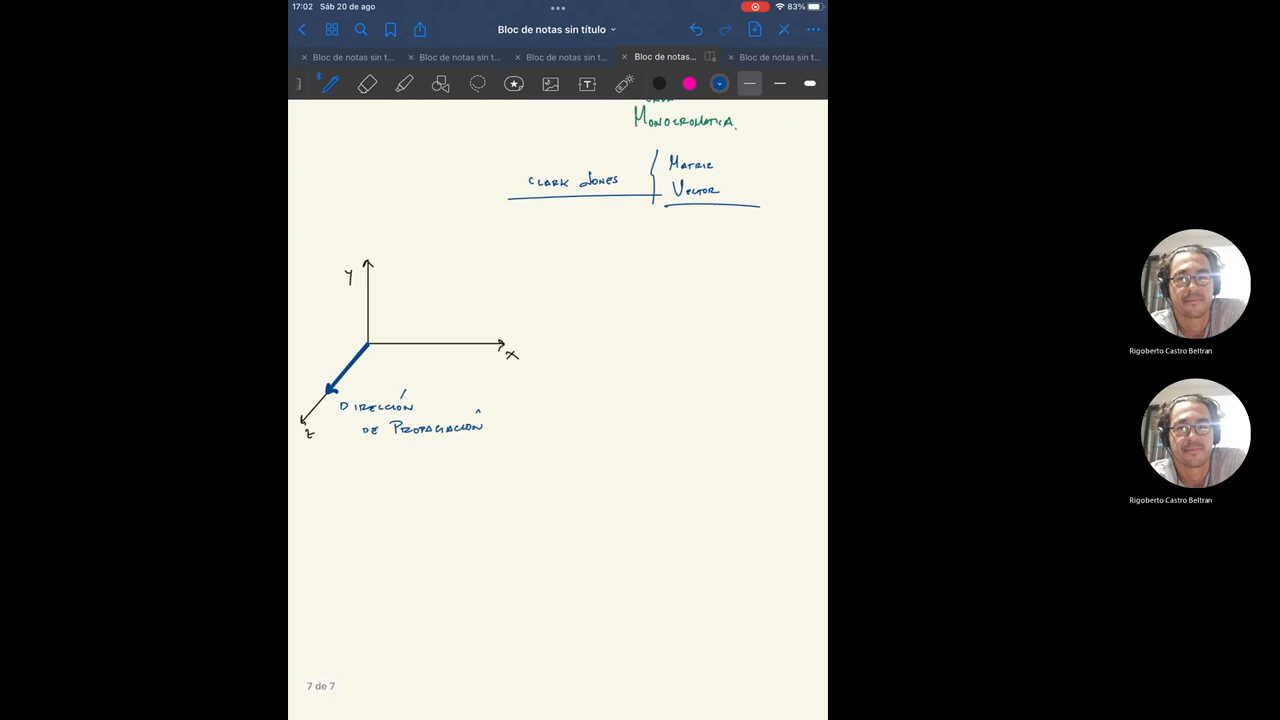 17:02 Sáb 20 de ago
83%
Bloc de notas sin título
Bloc de notas sin t...
Bloc de notas sin t...
Bloc de notas sin t...
Bloc de notas...
Bloc de notas sin t...
T
MONOCROMATICA.
CLARK JONES
MATRIZ
VECTOR
Y
X
Z
DIRECCIÓN
DE PROPAGACIÓN
7 de 7
Rigoberto Castro Beltran
Rigoberto Castro Beltran